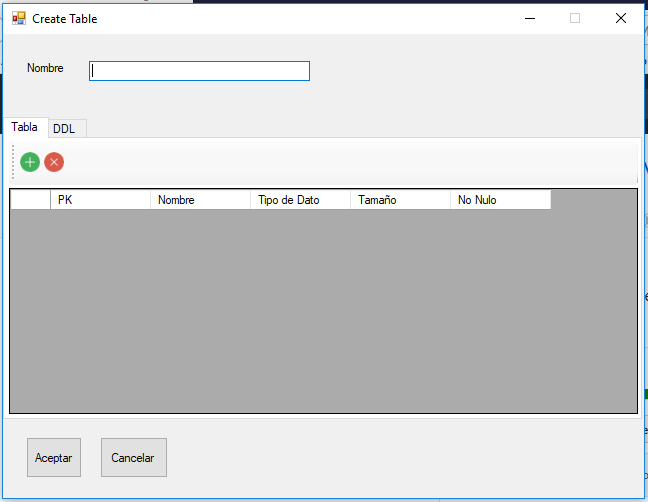 Create Table
Nombre
Tabla DDL
PK Nombre Tipo de Dato Tamaño No Nulo
Aceptar Cancelar